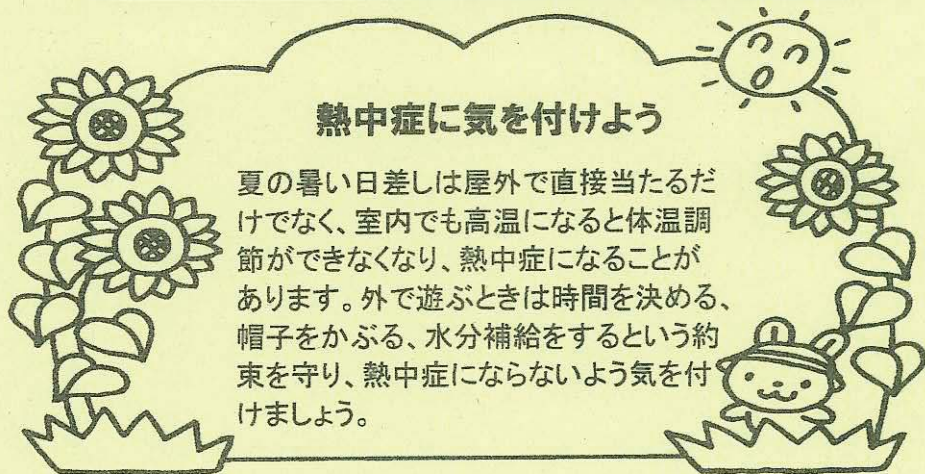 熱中症に気を付けよう
夏の暑い日差しは屋外で直接当たるだ
けでなく、室内でも高温になると体温調
節ができなくなり、熱中症になることが
あります。外で遊ぶときは時間を決める、
帽子をかぶる、水分補給をするという約
束を守り、熱中症にならないよう気を付
けましょう。